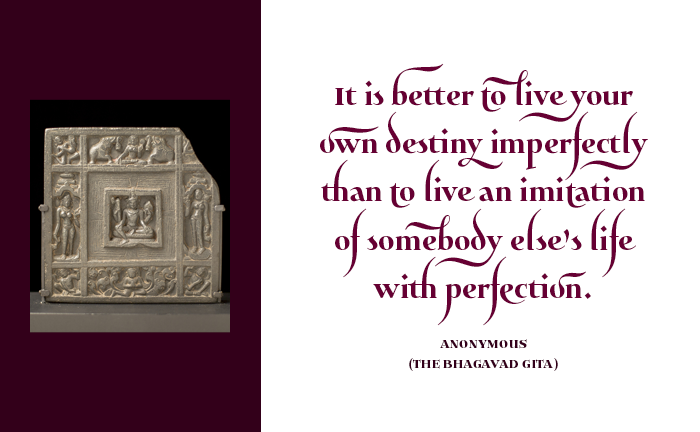 It is better to live your
own destiny imperfectly
than to live an imitation
of somebody else's life
with perfection.
ANONYMOUS
(THE BHAGAVAD GITA)